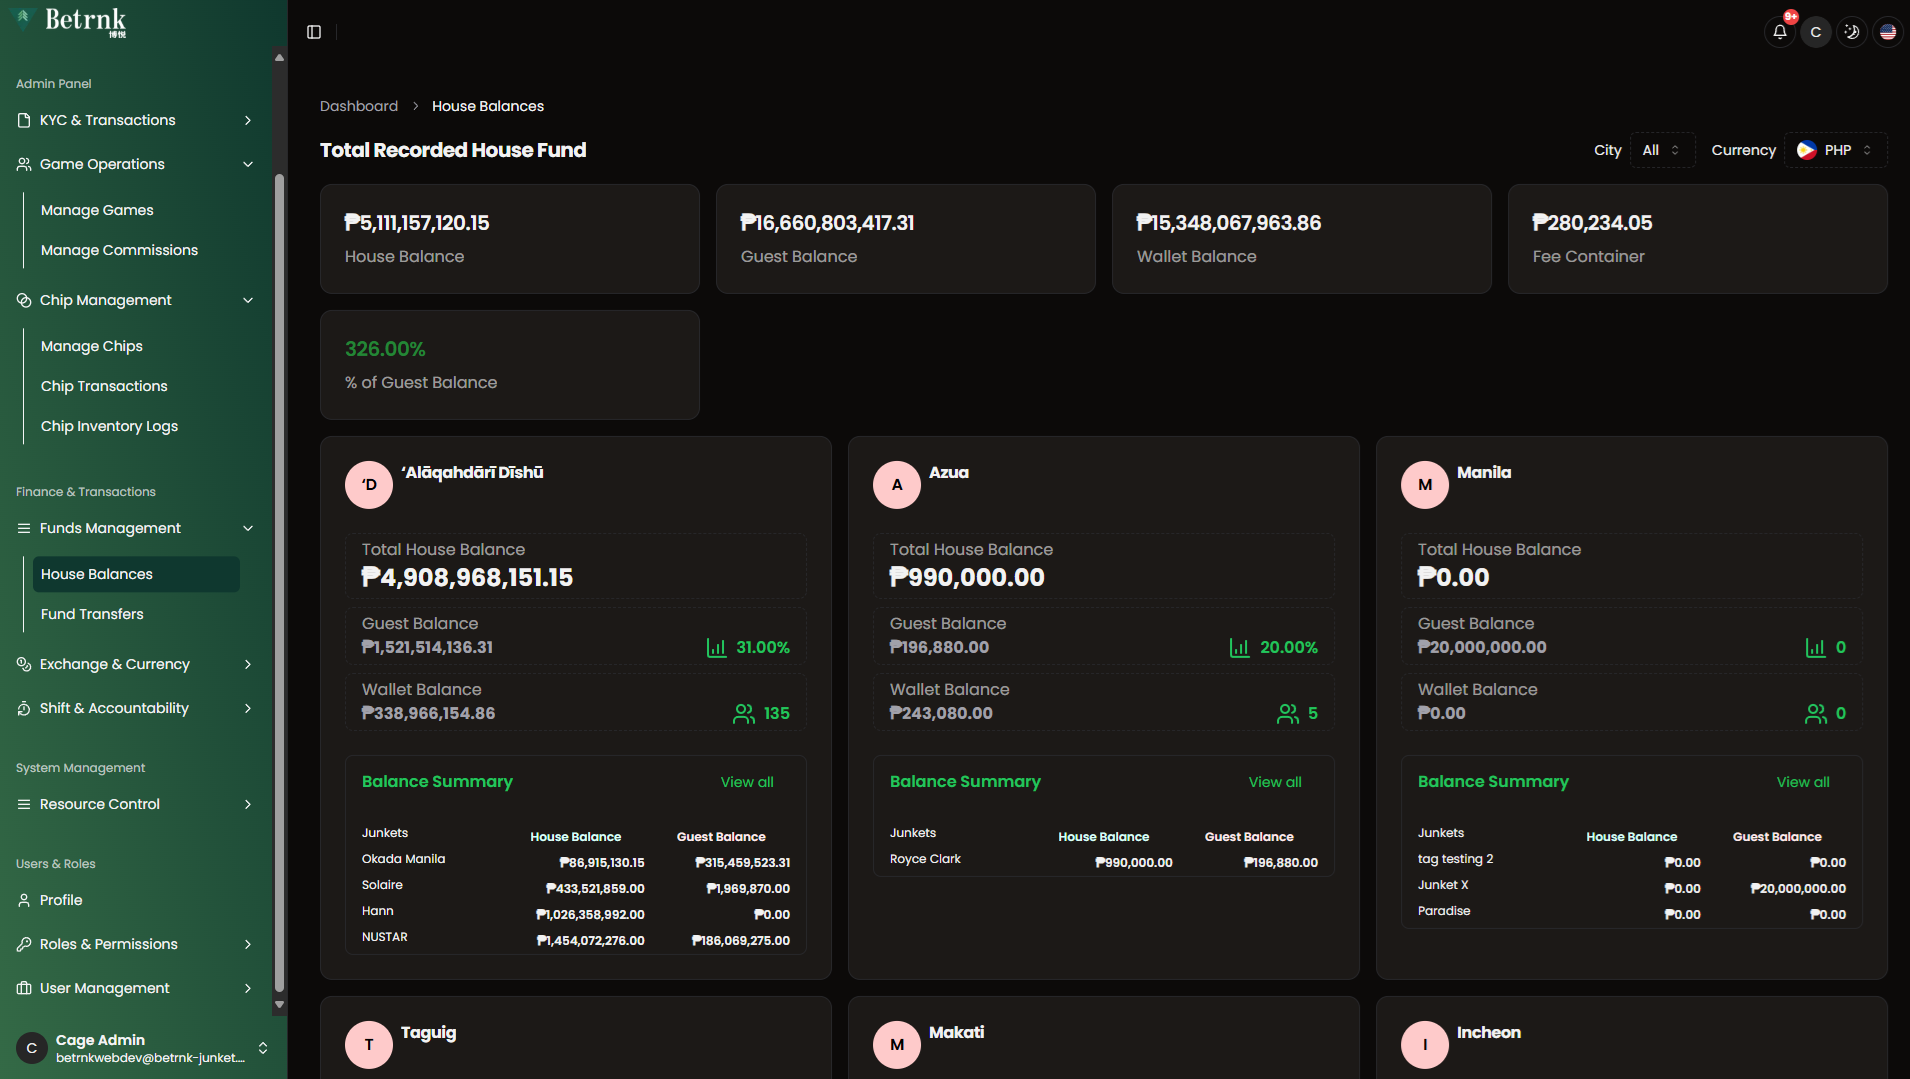 Betrnk
博悦
Admin Panel
KYC & Transactions
Game Operations
Manage Games
Manage Commissions
Chip Management
Manage Chips
Chip Transactions
Chip Inventory Logs
Finance & Transactions
Funds Management
House Balances
Fund Transfers
Exchange & Currency
Shift & Accountability
System Management
Resource Control
Users & Roles
Profile
Roles & Permissions
User Management
C
Cage Admin
betrnkwebdev@betrnk-junket....
9+
C
Dashboard > House Balances
Total Recorded House Fund
City All Currency PHP
₱5,111,157,120.15
House Balance
₱16,660,803,417.31
Guest Balance
₱15,348,067,963.86
Wallet Balance
₱280,234.05
Fee Container
326.00%
% of Guest Balance
‘D
‘Alāqahdārī Dīshū
Total House Balance
₱4,908,968,151.15
Guest Balance
₱1,521,514,136.31 31.00%
Wallet Balance
₱338,966,154.86 135
Balance Summary View all
Junkets House Balance Guest Balance
Okada Manila ₱86,915,130.15 ₱315,459,523.31
Solaire ₱433,521,859.00 ₱1,969,870.00
Hann ₱1,026,358,992.00 ₱0.00
NUSTAR ₱1,454,072,276.00 ₱186,069,275.00
A
Azua
Total House Balance
₱990,000.00
Guest Balance
₱196,880.00 20.00%
Wallet Balance
₱243,080.00 5
Balance Summary View all
Junkets House Balance Guest Balance
Royce Clark ₱990,000.00 ₱196,880.00
M
Manila
Total House Balance
₱0.00
Guest Balance
₱20,000,000.00 0
Wallet Balance
₱0.00 0
Balance Summary View all
Junkets House Balance Guest Balance
tag testing 2 ₱0.00 ₱0.00
Junket X ₱0.00 ₱20,000,000.00
Paradise ₱0.00 ₱0.00
T
Taguig
M
Makati
I
Incheon